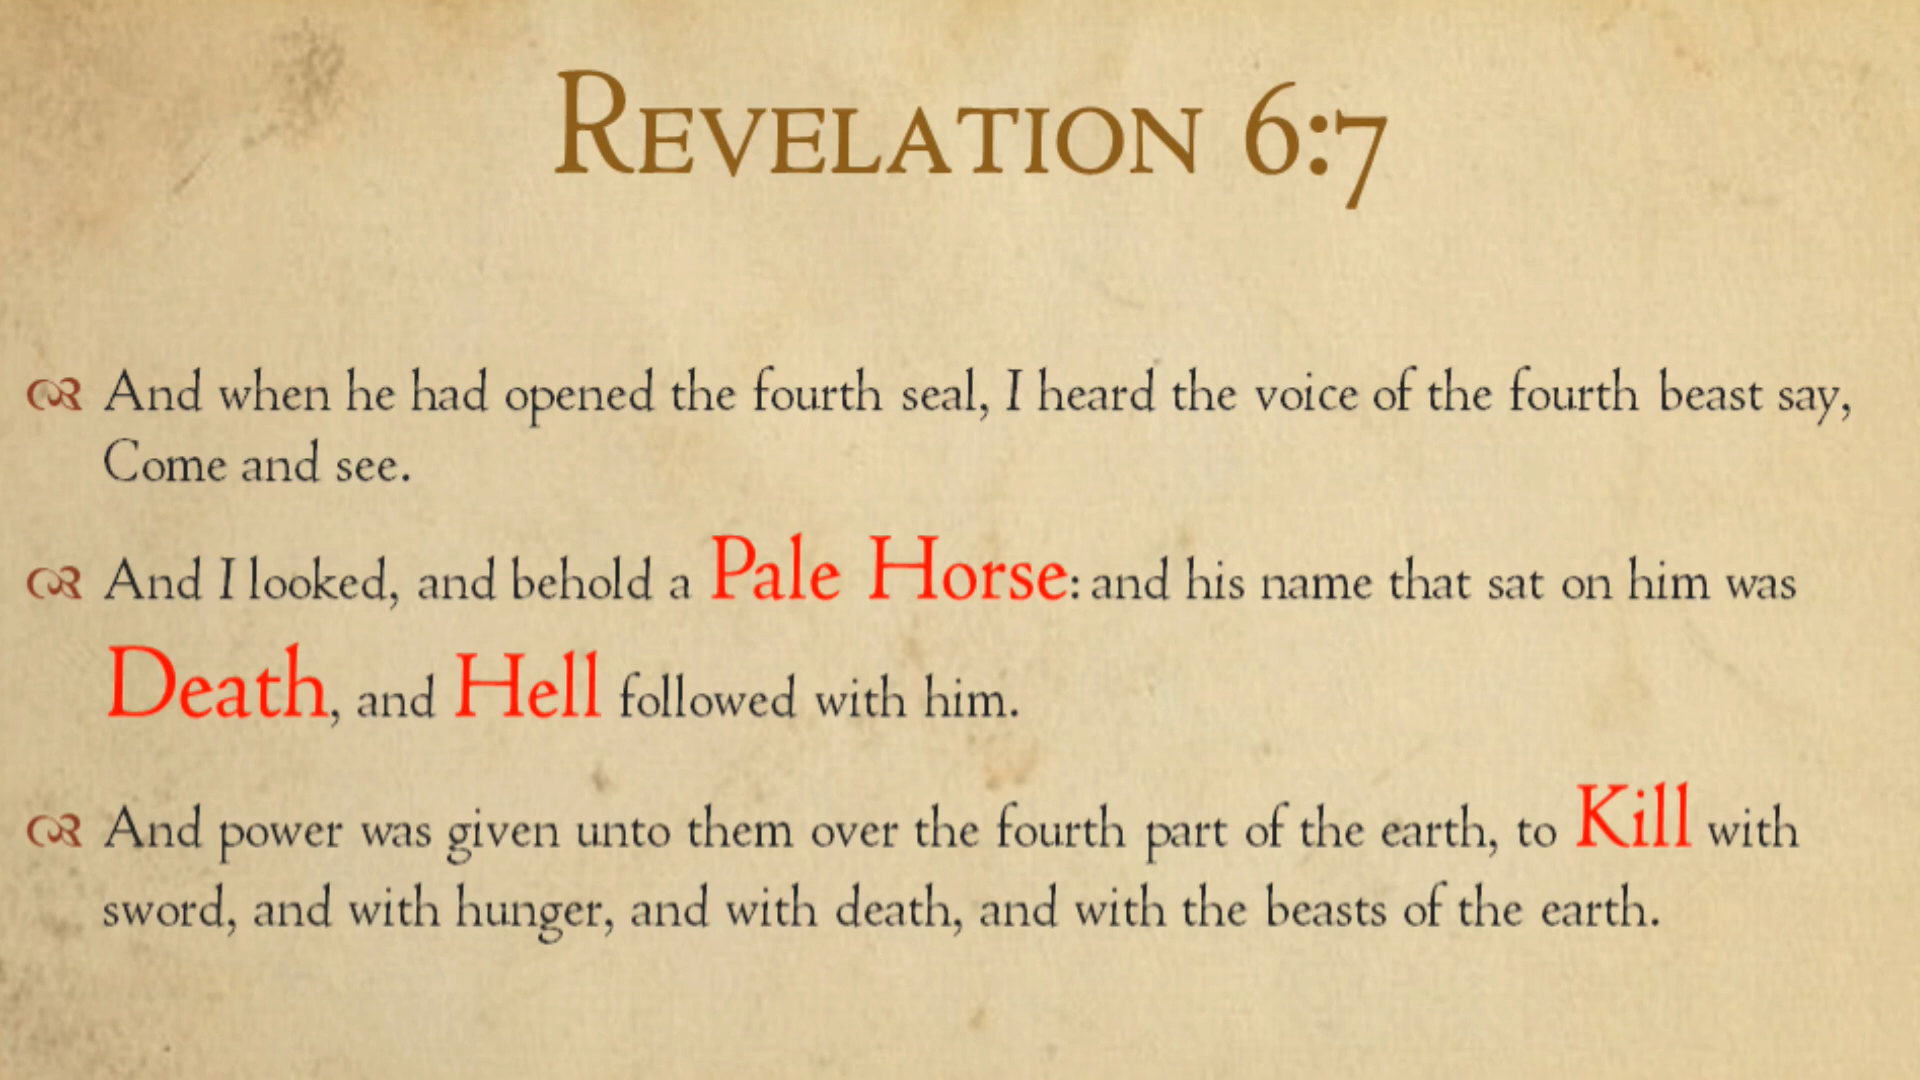 Revelation 6:7
And when he had opened the fourth seal, I heard the voice of the fourth beast say,
Come and see.
And I looked, and behold a Pale Horse: and his name that sat on him was
Death, and Hell followed with him.
And power was given unto them over the fourth part of the earth, to Kill with
sword, and with hunger, and with death, and with the beasts of the earth.